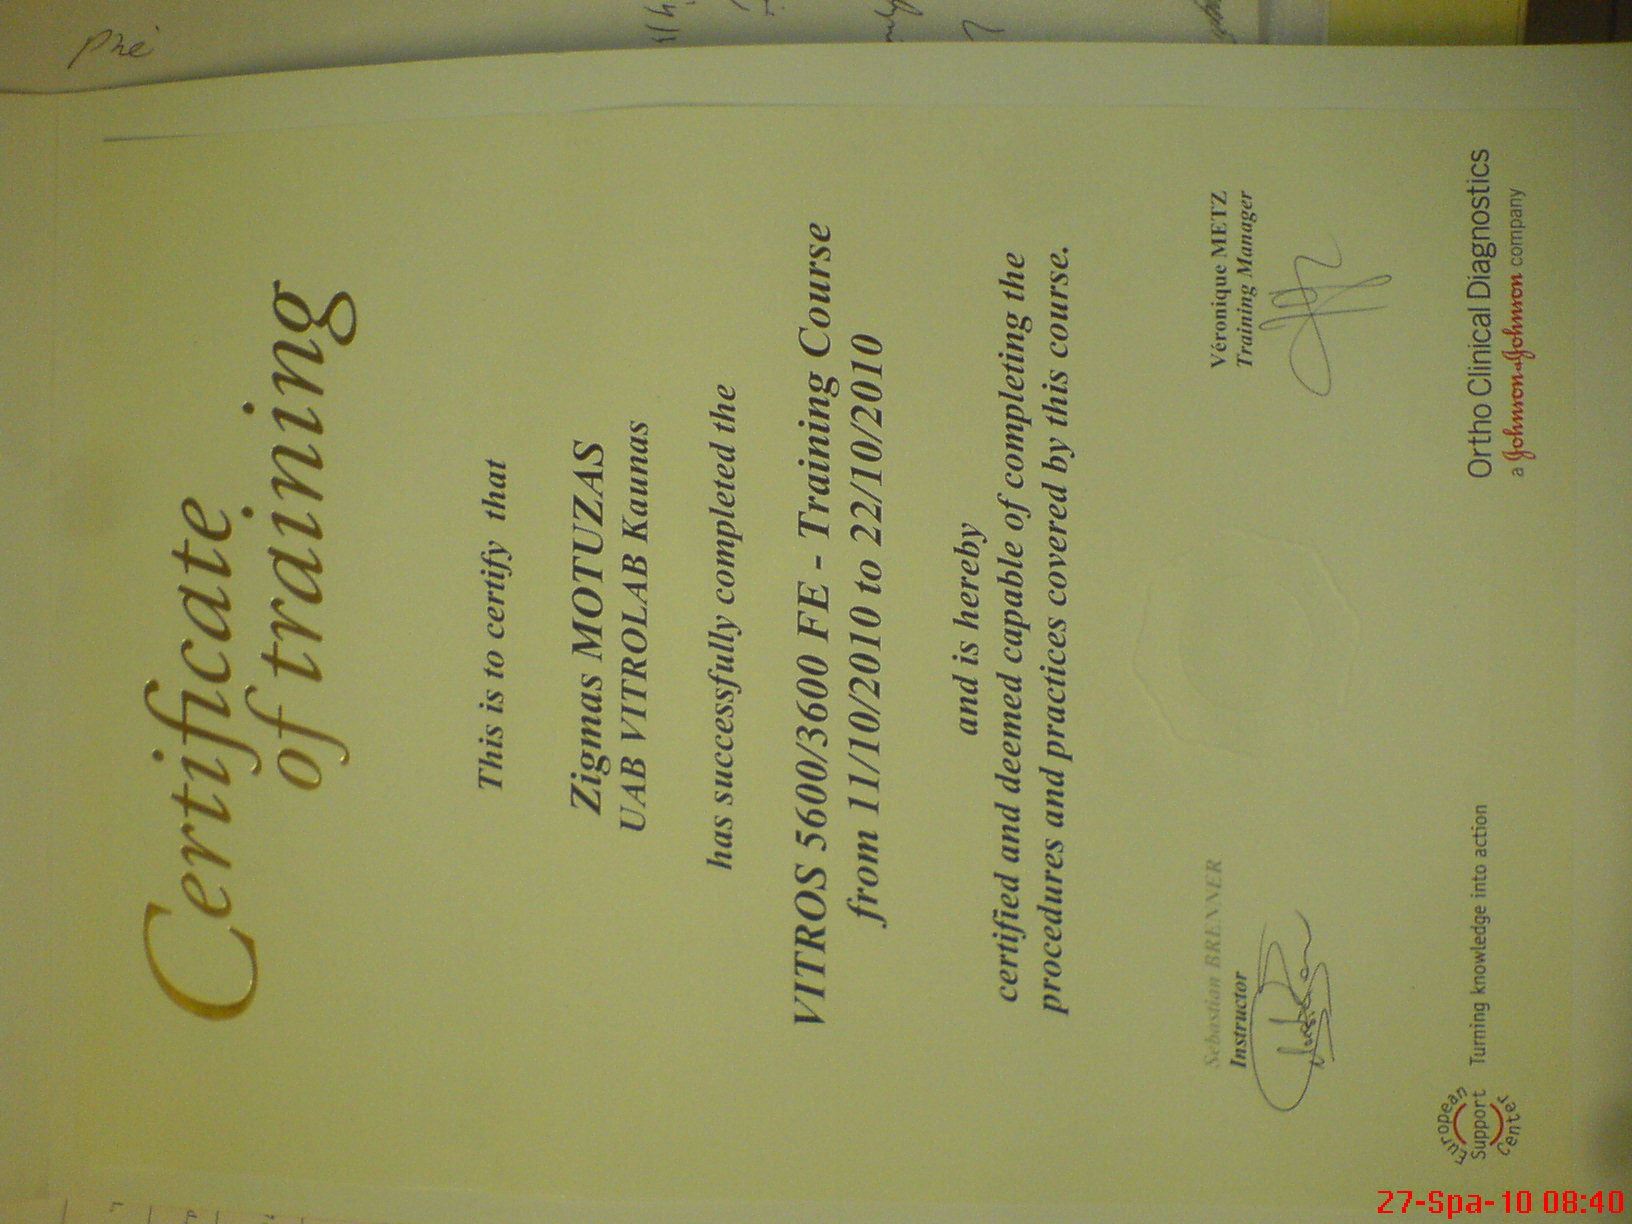 Phe
Certificate
of training
This is to certify that
Zigmas MOTUZAS
UAB VITROLAB Kaunas
has successfully completed the
VITROS 5600/3600 FE - Training Course
from 11/10/2010 to 22/10/2010
and is hereby
certified and deemed capable of completing the
procedures and practices covered by this course.
Sebastian BRENNER
Instructor
Véronique METZ
Training Manager
European
Support
Center
Turning knowledge into action
Ortho Clinical Diagnostics
a Johnson&Johnson company
27-Spa-10 08:40